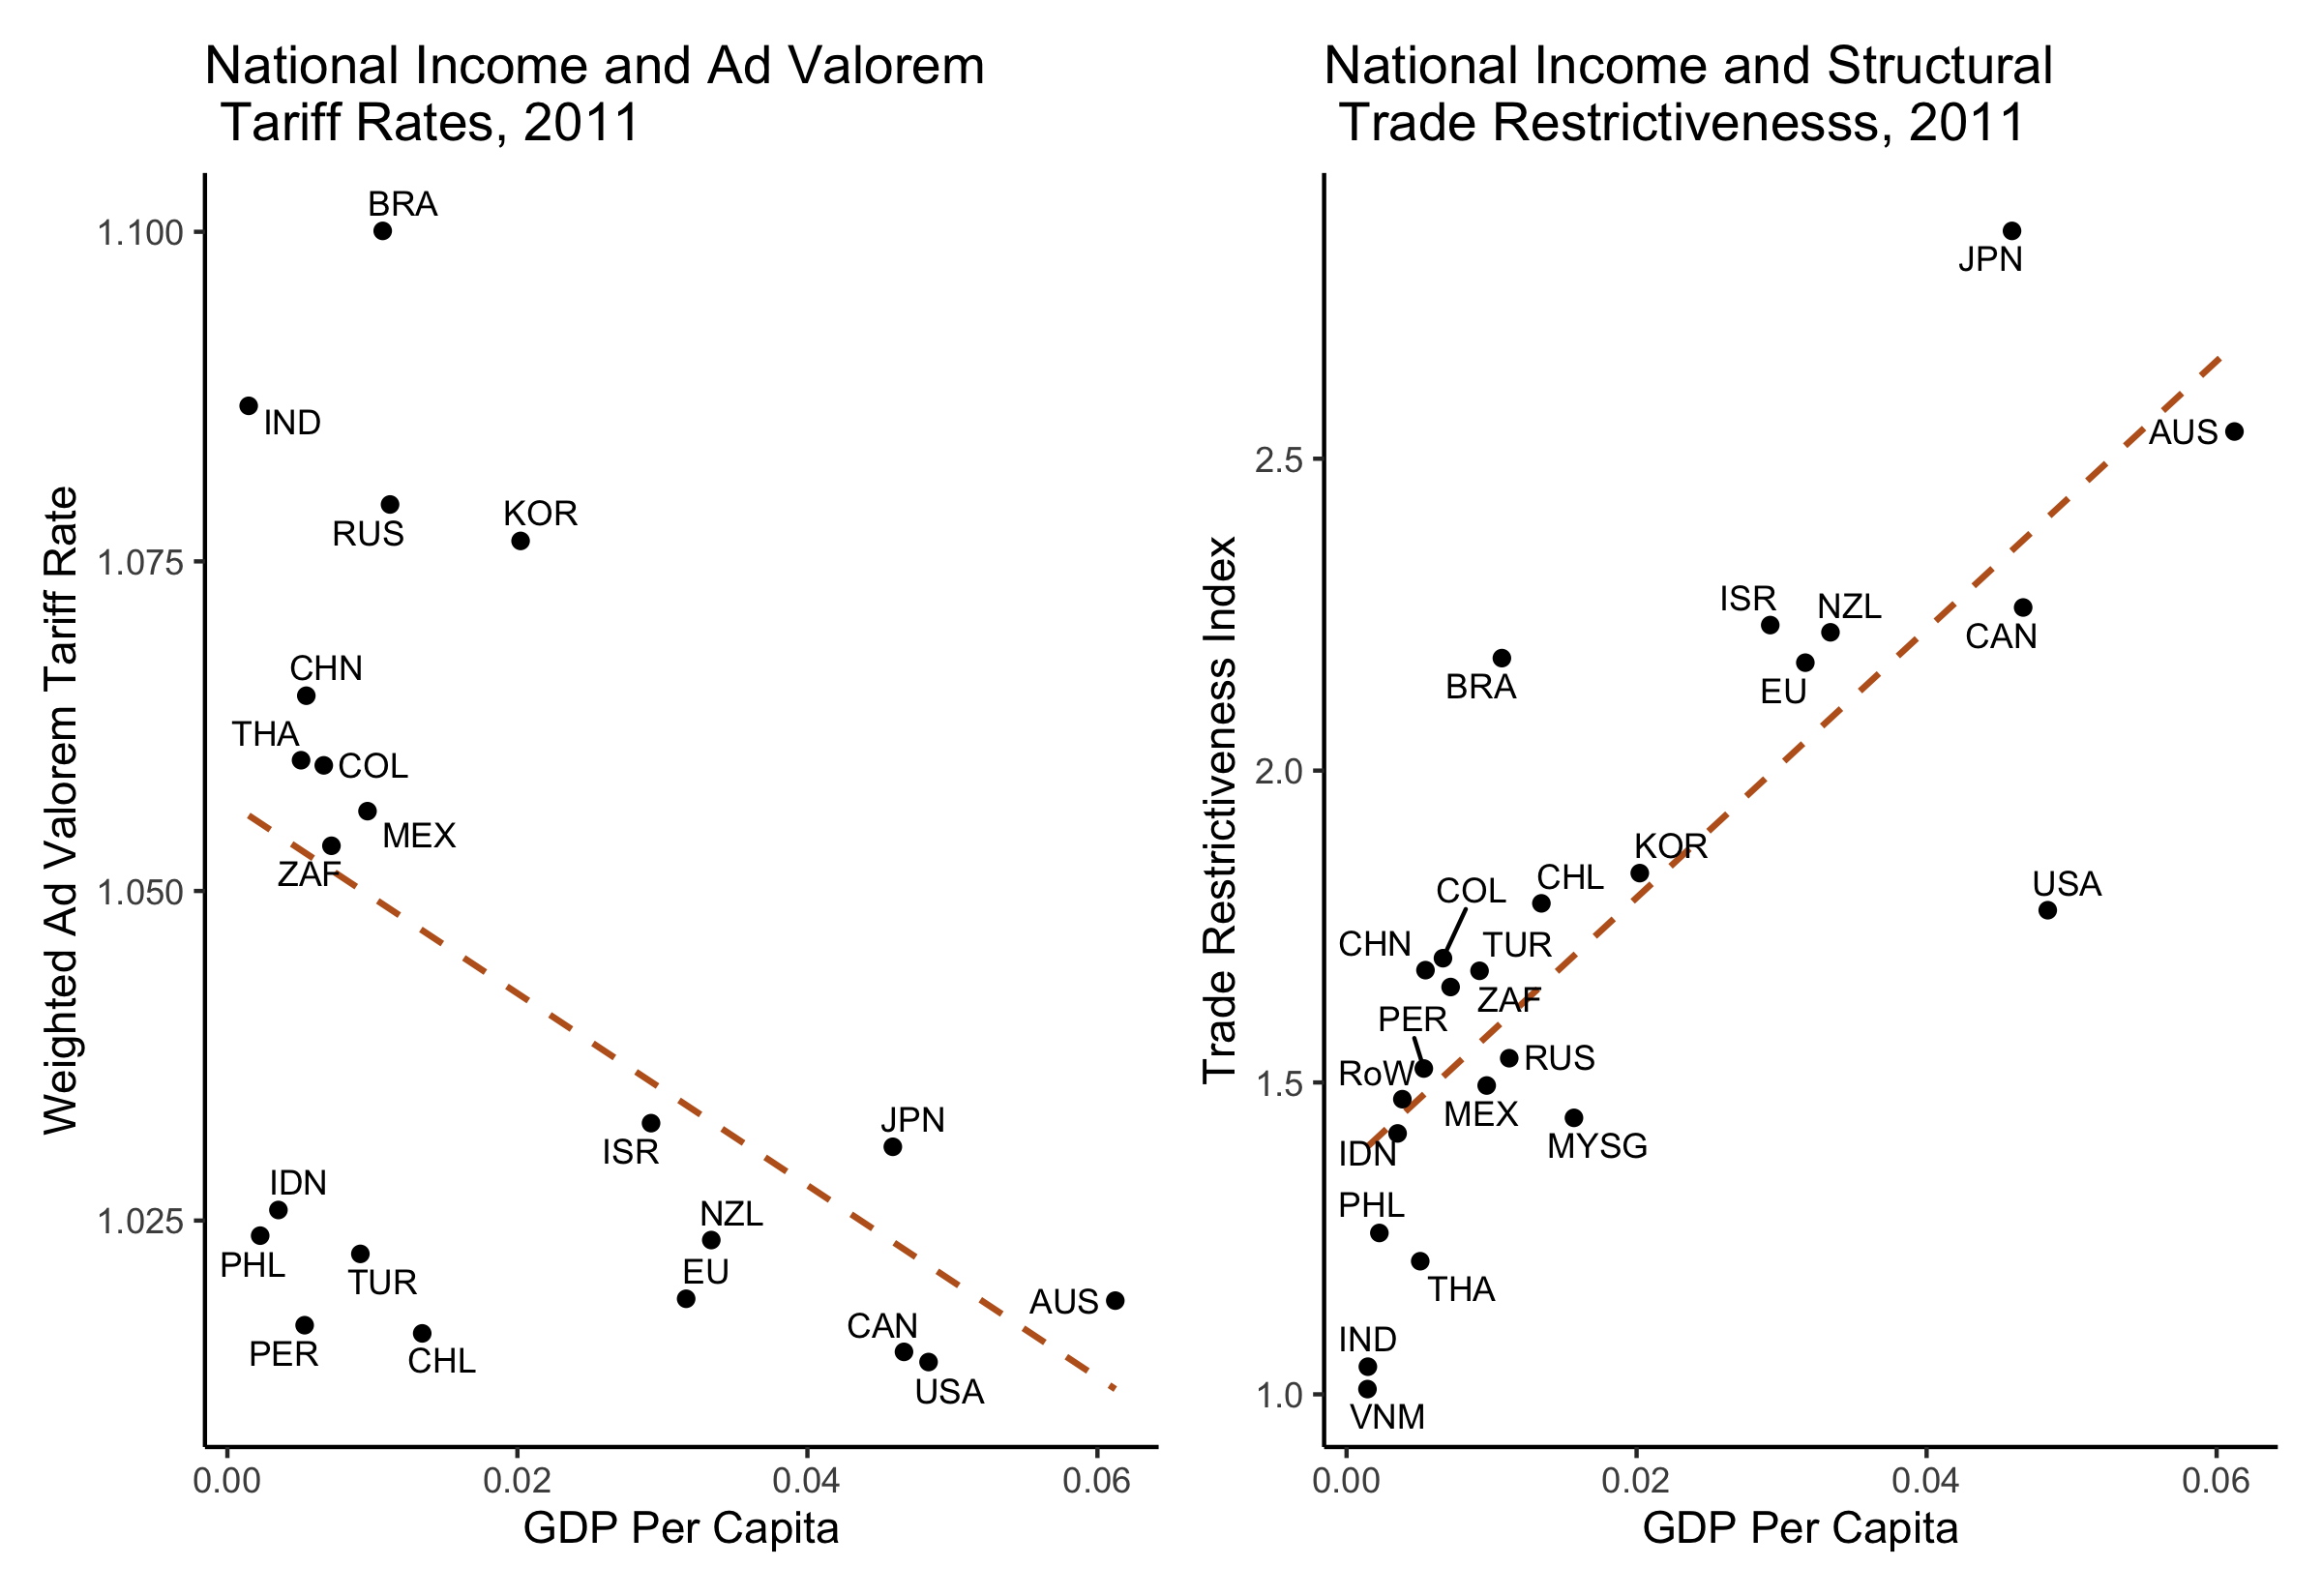 National Income and Ad Valorem
Tariff Rates, 2011
Weighted Ad Valorem Tariff Rate
1.100
1.075
1.050
1.025
BRA
IND
RUS
KOR
CHN
THA
COL
MEX
ZAF
ISR
JPN
IDN
PHL
TUR
NZL
EU
PER
CHL
CAN
AUS
USA
0.00
0.02
0.04
0.06
GDP Per Capita
National Income and Structural
Trade Restrictivenesss, 2011
Trade Restrictiveness Index
2.5
2.0
1.5
1.0
JPN
AUS
ISR
NZL
CAN
BRA
EU
KOR
CHL
USA
COL
CHN
TUR
ZAF
PER
RoW
RUS
MEX
MYSG
IDN
PHL
THA
IND
VNM
0.00
0.02
0.04
0.06
GDP Per Capita